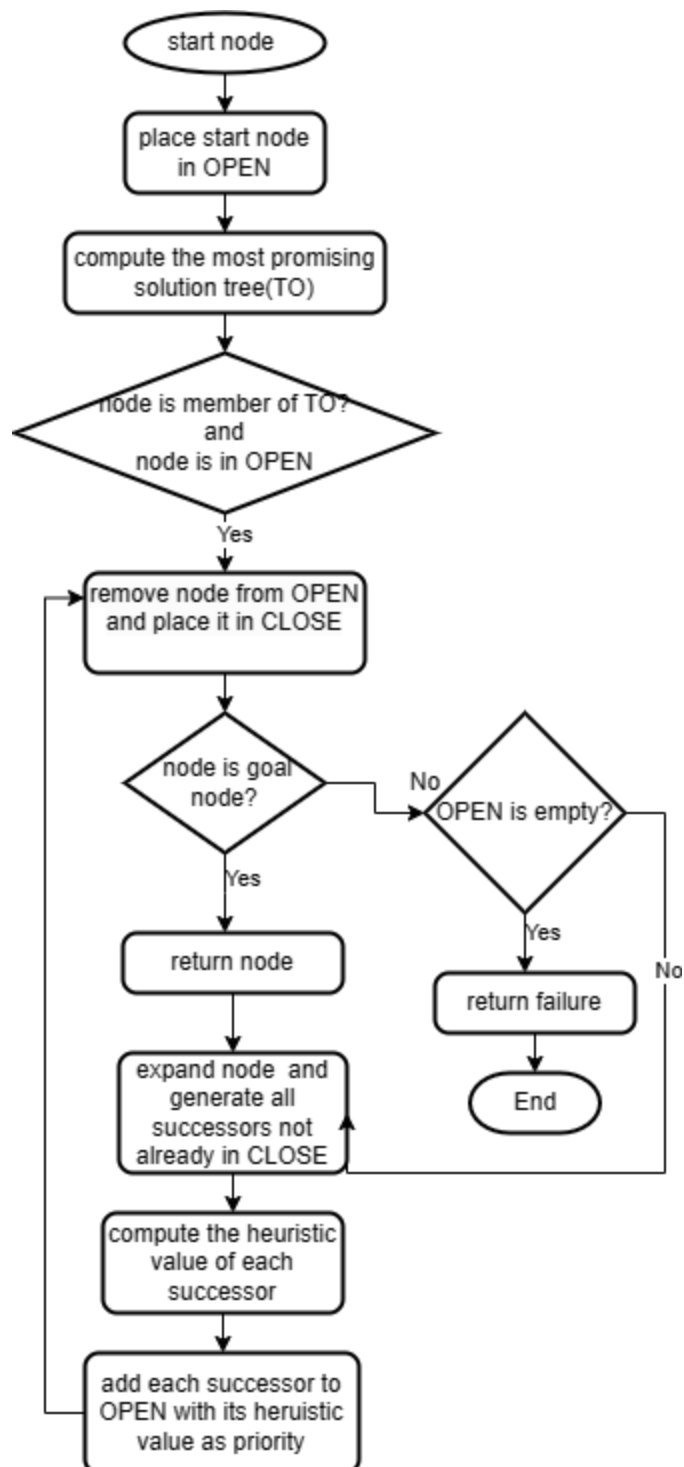 start node
place start node
in OPEN
compute the most promising
solution tree(TO)
node is member of TO?
and
node is in OPEN
Yes
remove node from OPEN
and place it in CLOSE
node is goal
node?
No
OPEN is empty?
Yes
return node
Yes
No
return failure
expand node and
generate all
successors not
already in CLOSE
End
compute the heuristic
value of each
successor
add each successor to
OPEN with its heruistic
value as priority